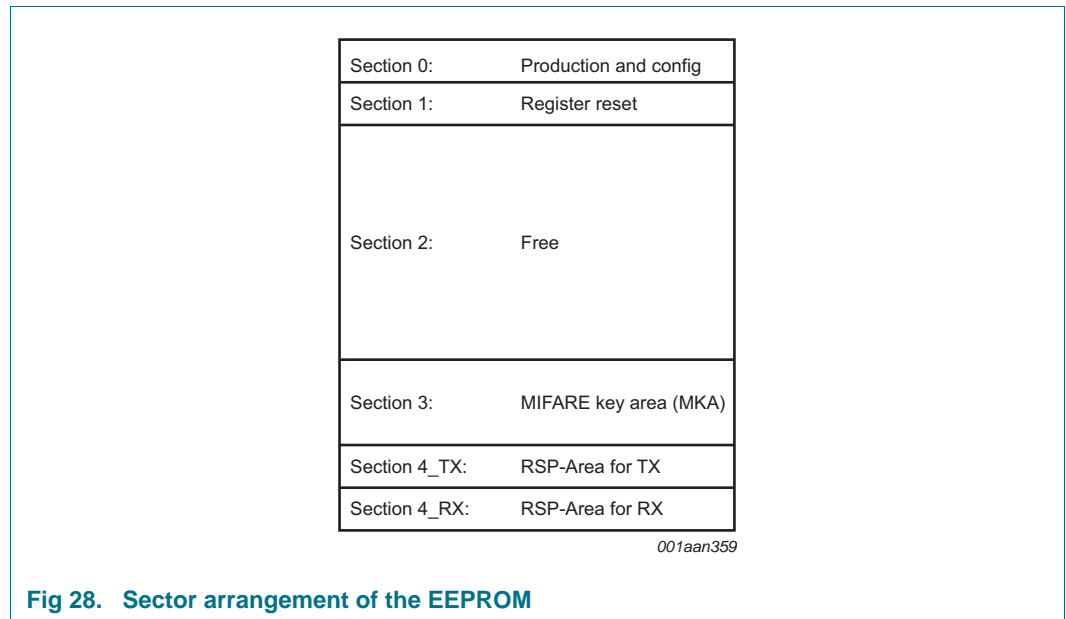 Section 0: Production and config
Section 1: Register reset
Section 2: Free
Section 3: MIFARE key area (MKA)
Section 4_TX: RSP-Area for TX
Section 4_RX: RSP-Area for RX
001aan359
Fig 28. Sector arrangement of the EEPROM